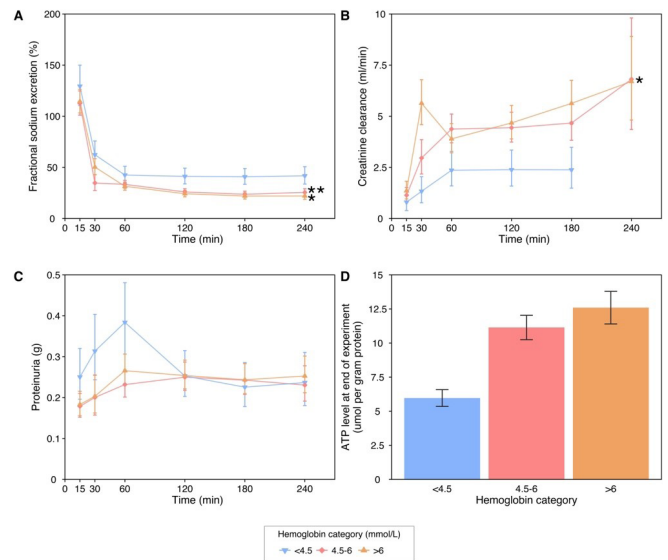 A
200
150
100
50
0
Fractional sodium excretion (%)
0 15 30 60 120 180 240
Time (min)
**
*
B
10
7.5
5
2.5
0
Creatinine clearance (ml/min)
0 15 30 60 120 180 240
Time (min)
*
C
0.5
0.4
0.3
0.2
0.1
0
Proteinuria (g)
0 15 30 60 120 180 240
Time (min)
D
15
12.5
10
7.5
5
2.5
0
ATP level at end of experiment
(umol per gram protein)
<4.5 4.5-6 >6
Hemoglobin category
Hemoglobin category (mmol/L)
<4.5 4.5-6 >6